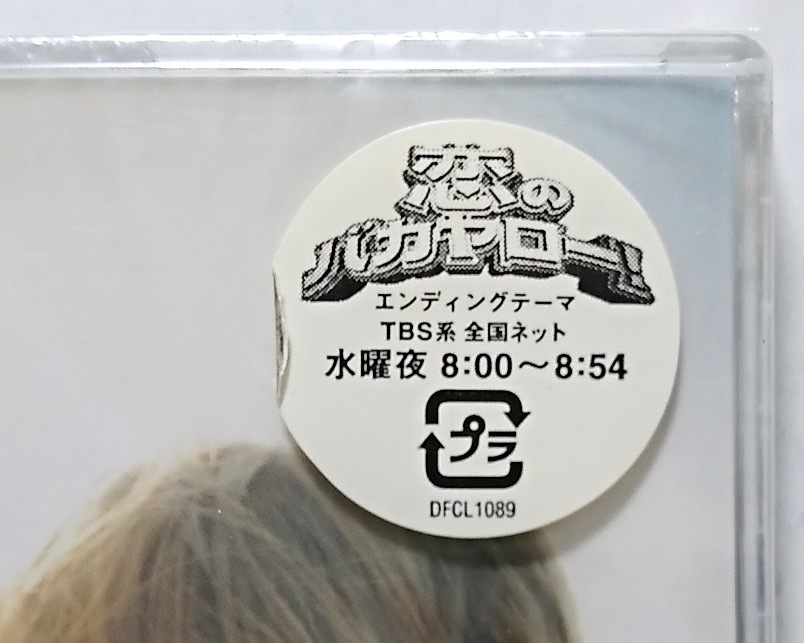 恋の
バカヤロー!
エンディングテーマ
TBS系 全国ネット
水曜夜 8:00〜8:54
プラ
DFCL1089